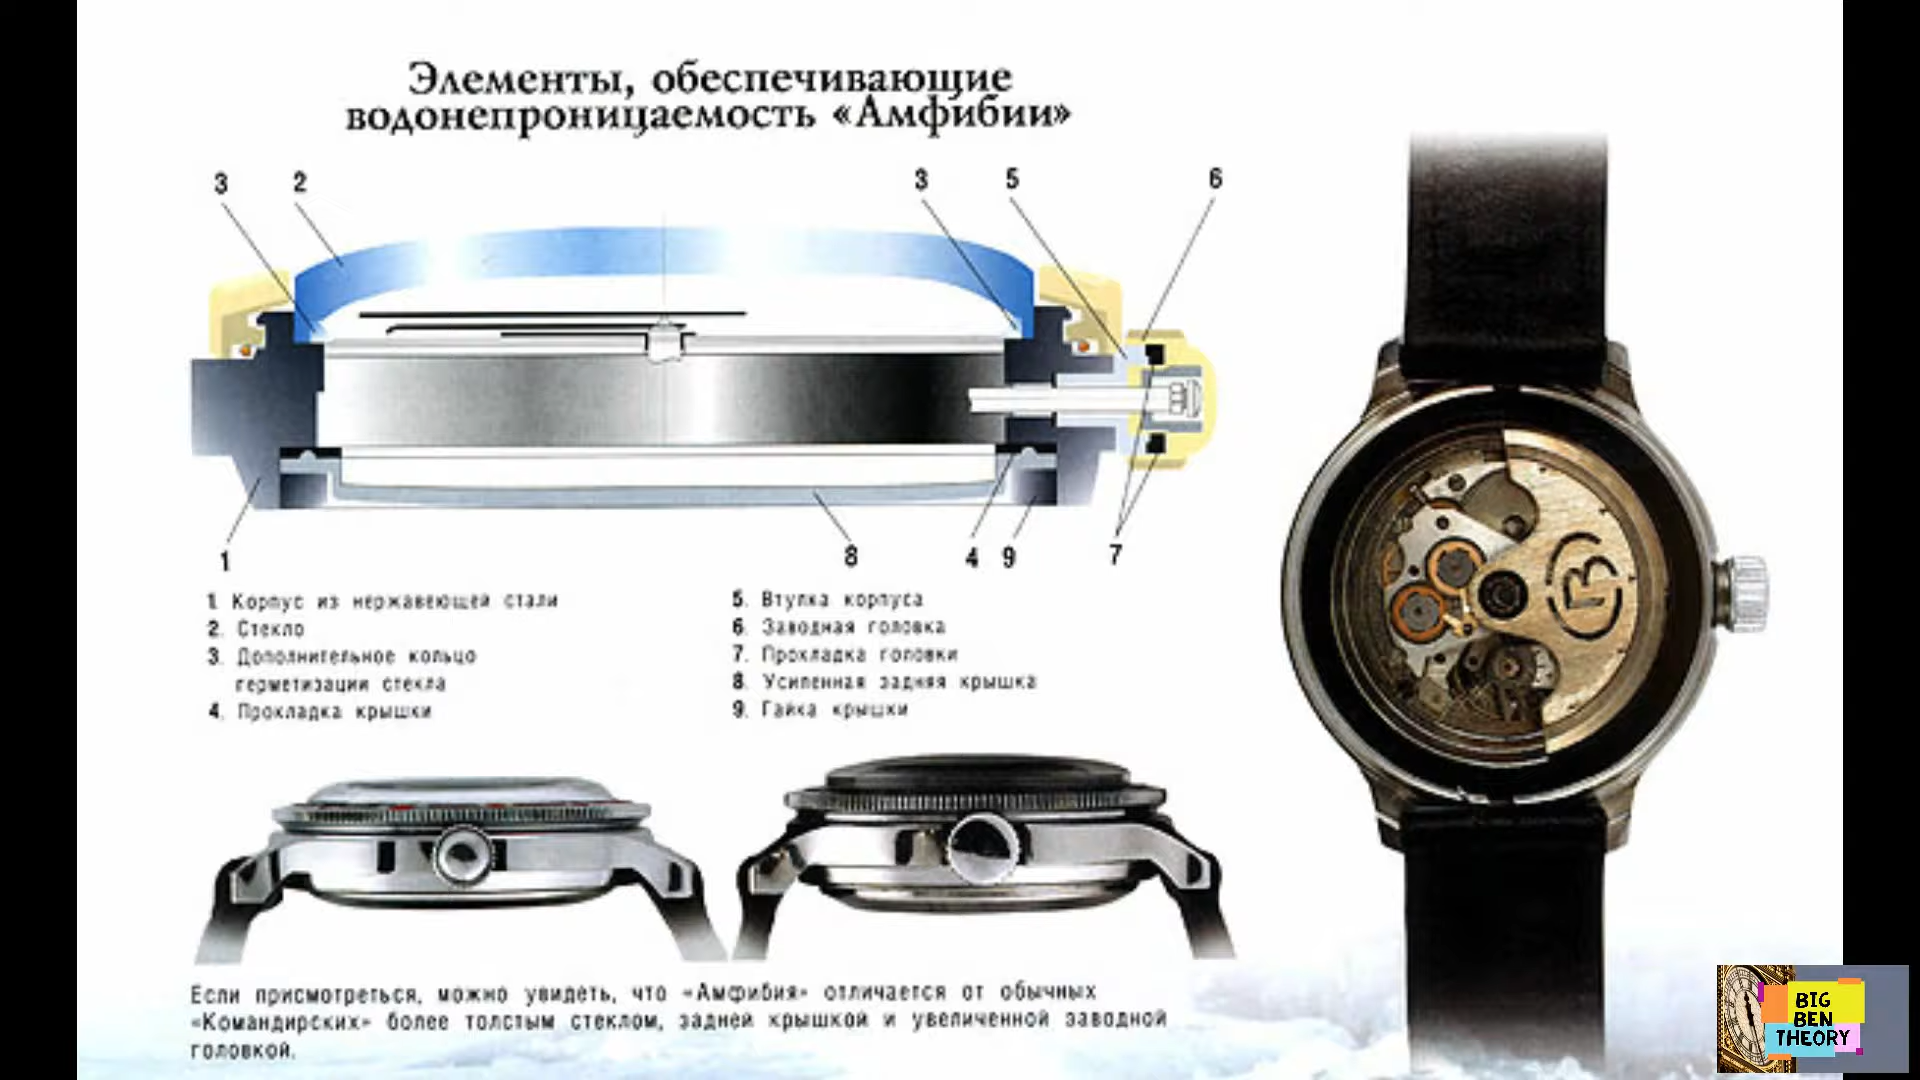 Элементы, обеспечивающие
водонепроницаемость «Амфибии»
3 2 3 5 6
1 8 4 9 7
1. Корпус из нержавеющей стали
2. Стекло
3. Дополнительное кольцо
герметизации стекла
4. Прокладка крышки
5. Втулка корпуса
6. Заводная головка
7. Прокладка головки
8. Усиленная задняя крышка
9. Гайка крышки
Если присмотреться, можно увидеть, что «Амфибия» отличается от обычных
«Командирских» более толстым стеклом, задней крышкой и увеличенной заводной
головкой.
B
BIG
BEN
THEORY